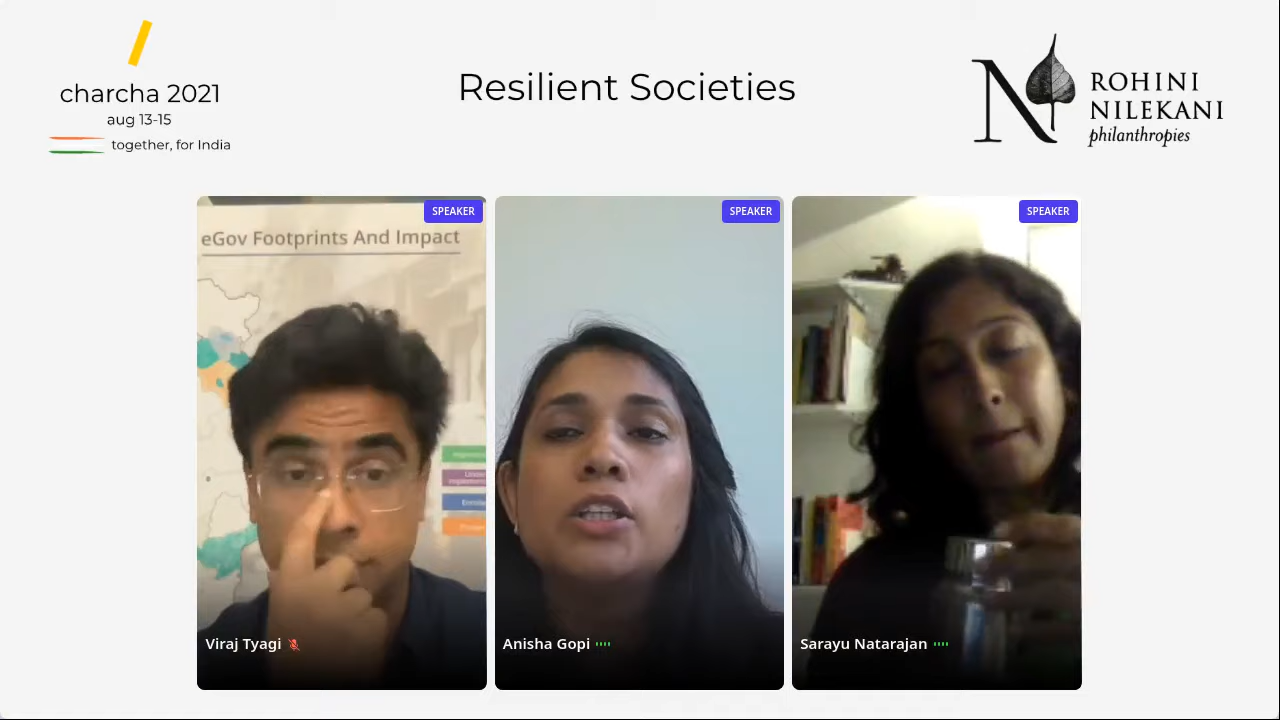 charcha 2021
aug 13-15
together, for India
Resilient Societies
ROHINI
NILEKANI
philanthropies
SPEAKER
SPEAKER
SPEAKER
eGov Footprints And Impact
Viraj Tyagi
Anisha Gopi
Sarayu Natarajan